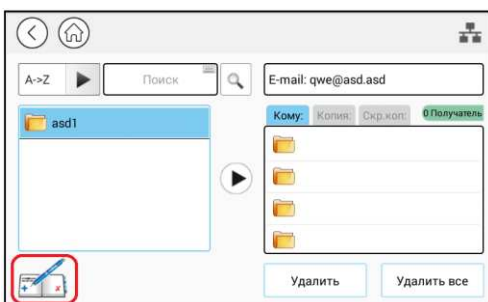 A->Z Поиск E-mail: qwe@asd.asd
asd1 Кому: Копия: Скр.коп: 0 Получатель
Удалить Удалить все